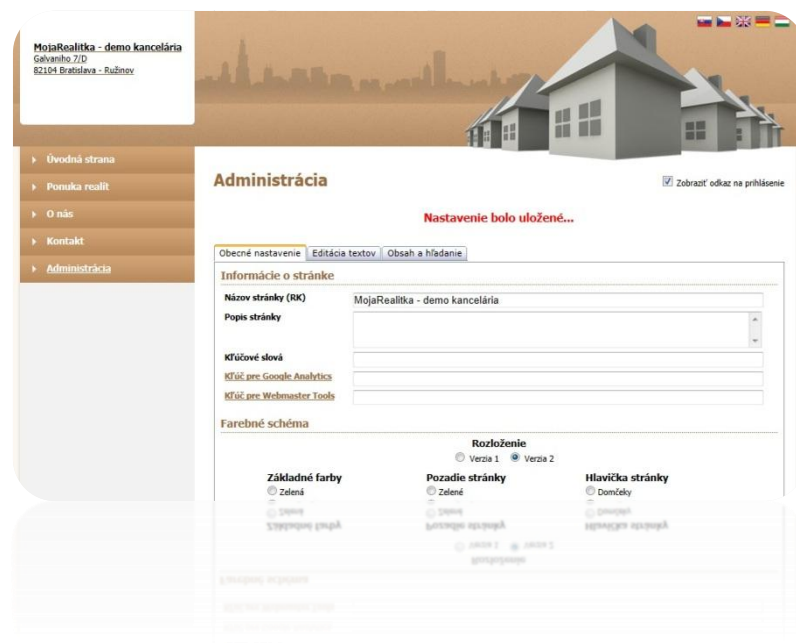 MojaRealitka - demo kancelária
Galvaniho 7/D
82104 Bratislava - Ružinov
Úvodná strana
Ponuka realít
O nás
Kontakt
Administrácia
Administrácia
Zobraziť odkaz na prihlásenie
Nastavenie bolo uložené...
Obecné nastavenie Editácia textov Obsah a hľadanie
Informácie o stránke
Názov stránky (RK) MojaRealitka - demo kancelária
Popis stránky
Kľúčové slová
Kľúč pre Google Analytics
Kľúč pre Webmaster Tools
Farebné schéma
Rozloženie
Verzia 1 Verzia 2
Základné farby Pozadie stránky Hlavička stránky
Zelená Zelené Domčeky